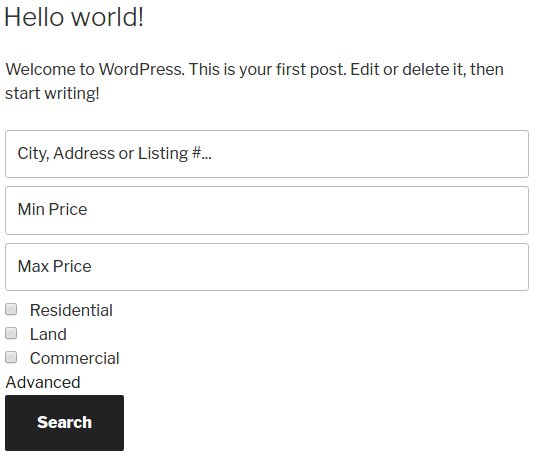 Hello world!
Welcome to WordPress. This is your first post. Edit or delete it, then
start writing!
City, Address or Listing #...
Min Price
Max Price
Residential
Land
Commercial
Advanced
Search